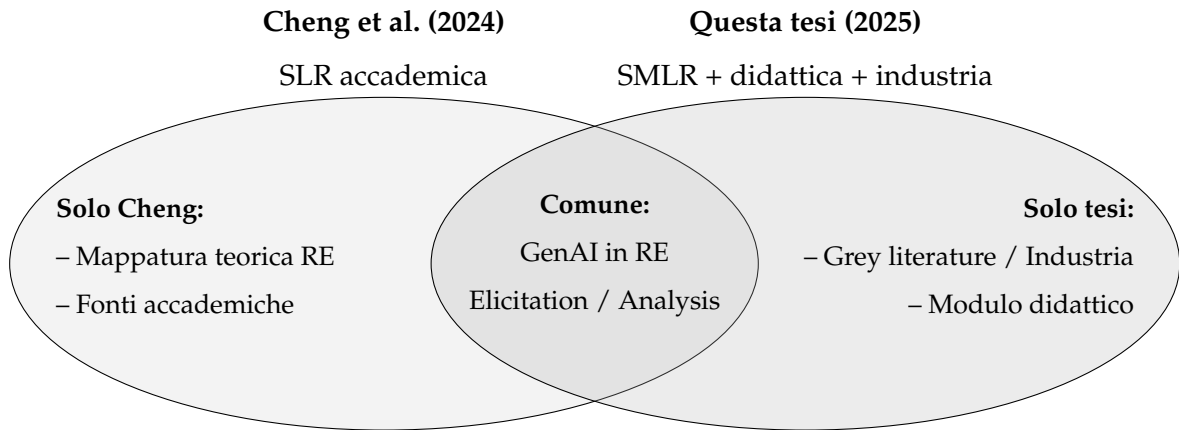 Cheng et al. (2024)
SLR accademica
Questa tesi (2025)
SMLR + didattica + industria
Solo Cheng:
– Mappatura teorica RE
– Fonti accademiche
Comune:
GenAI in RE
Elicitation / Analysis
Solo tesi:
– Grey literature / Industria
– Modulo didattico